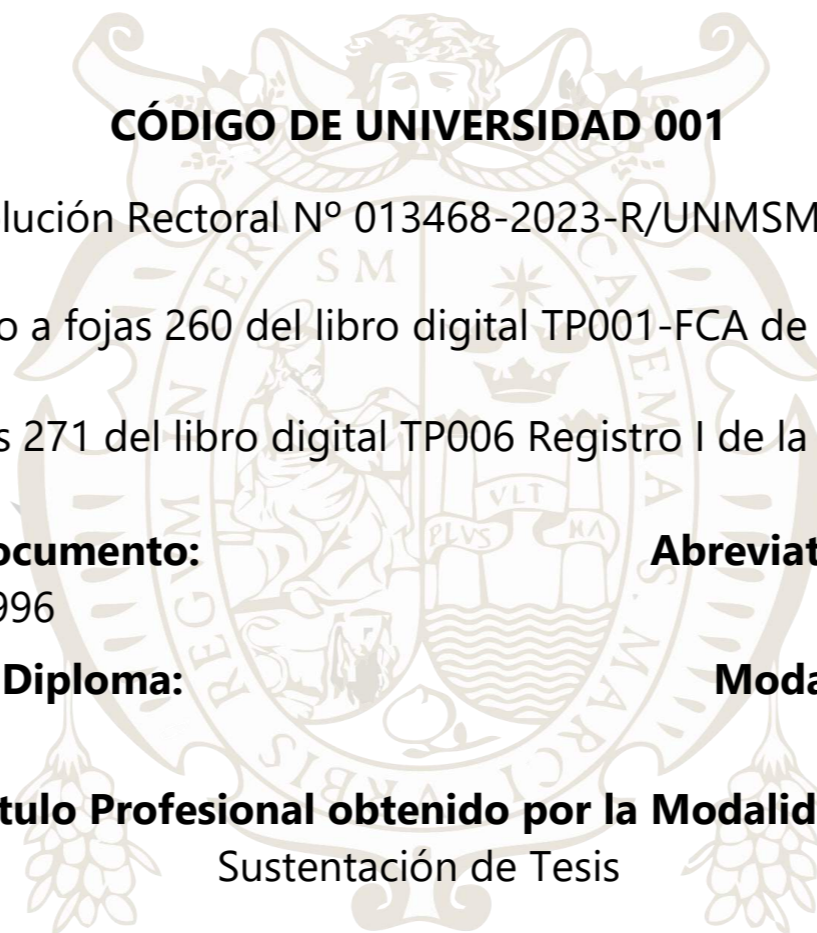 CÓDIGO DE UNIVERSIDAD 001
lución Rectoral Nº 013468-2023-R/UNMSM
S M
o a fojas 260 del libro digital TP001-FCA de
s 271 del libro digital TP006 Registro I de la
VLT
PLVS
ocumento: Abreviat
996
Diploma: Moda
tulo Profesional obtenido por la Modalid
Sustentación de Tesis